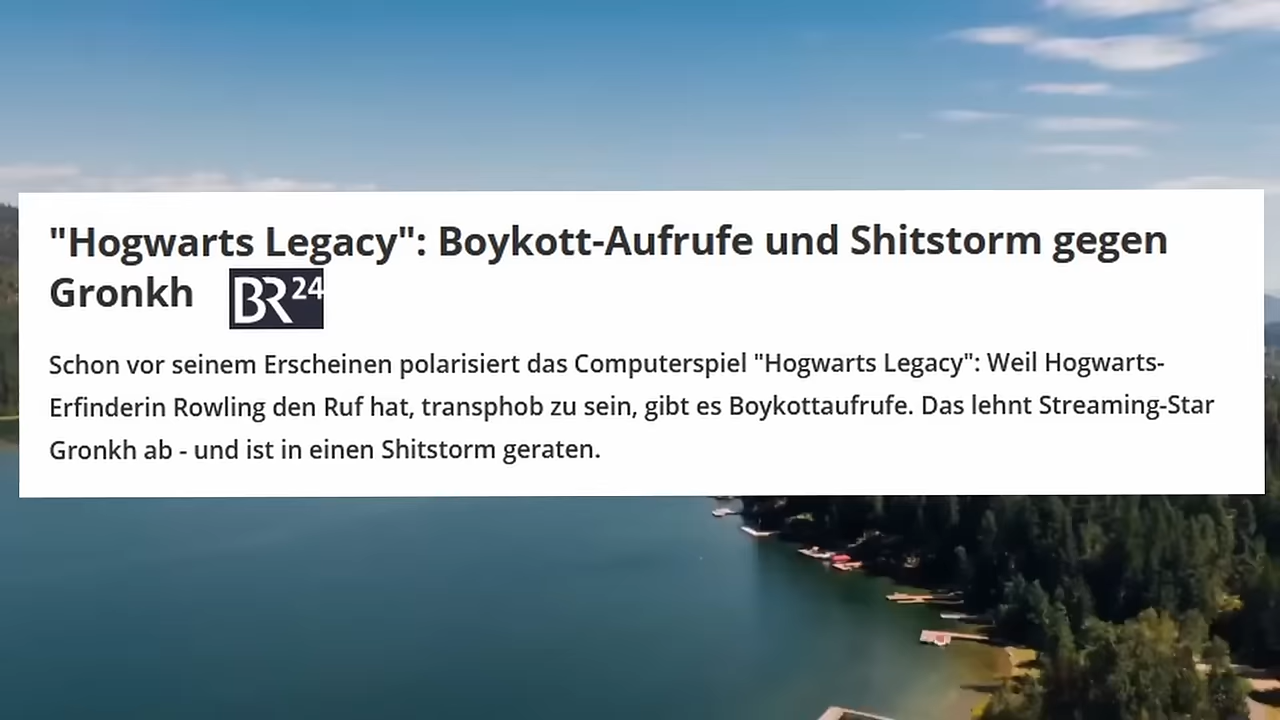 "Hogwarts Legacy": Boykott-Aufrufe und Shitstorm gegen
Gronkh BR24
Schon vor seinem Erscheinen polarisiert das Computerspiel "Hogwarts Legacy": Weil Hogwarts-
Erfinderin Rowling den Ruf hat, transphob zu sein, gibt es Boykottaufrufe. Das lehnt Streaming-Star
Gronkh ab - und ist in einen Shitstorm geraten.